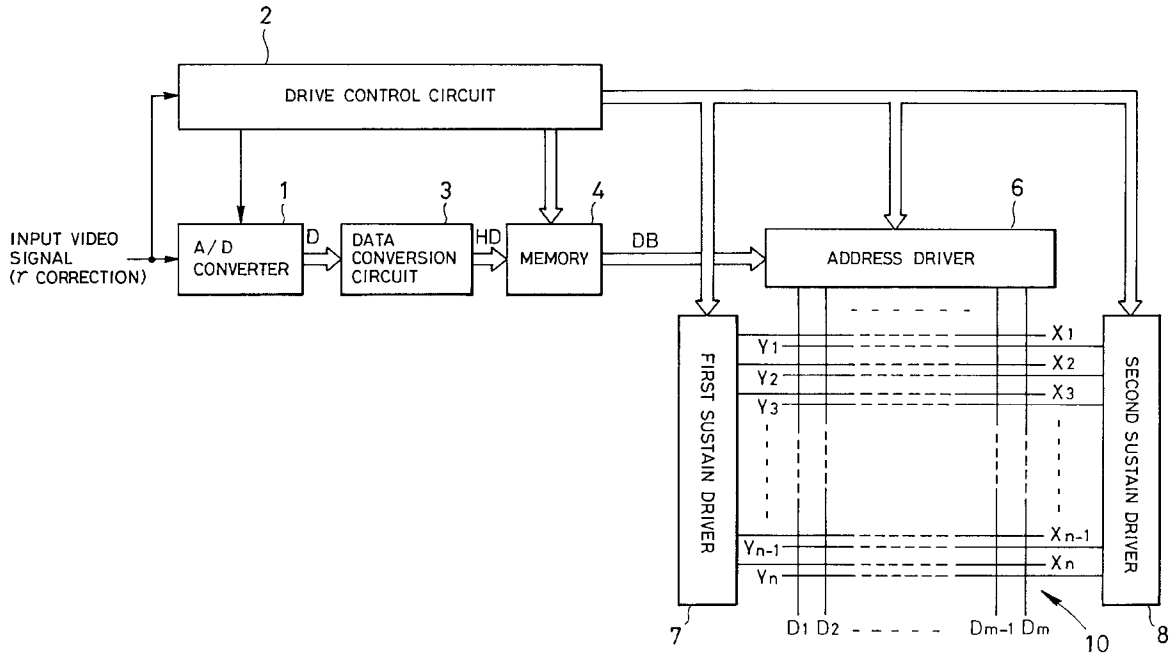 2
DRIVE CONTROL CIRCUIT
1
3
4
6
INPUT VIDEO
SIGNAL
(γ CORRECTION)
A/D
CONVERTER
D
DATA
CONVERSION
CIRCUIT
HD
MEMORY
DB
ADDRESS DRIVER
FIRST SUSTAIN DRIVER
SECOND SUSTAIN DRIVER
X1
Y1
X2
Y2
X3
Y3
Xn-1
Yn-1
Xn
Yn
7
D1 D2 Dm-1 Dm
10
8